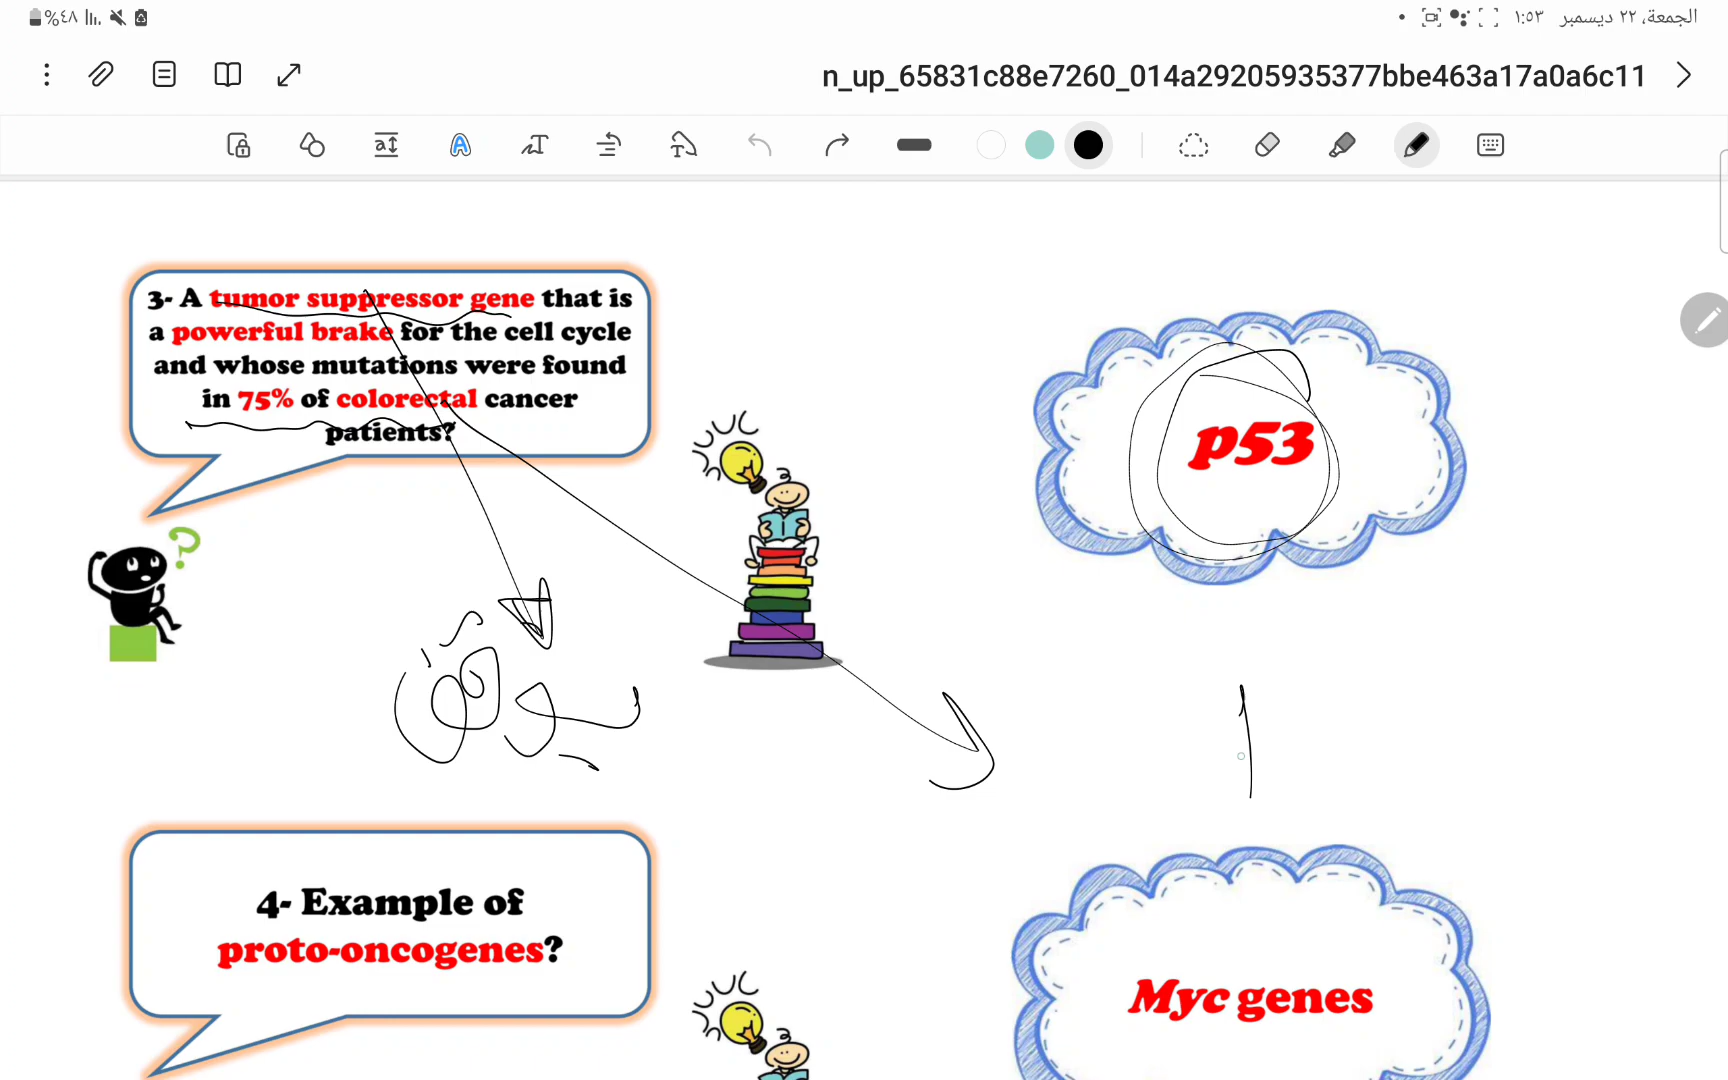 %٤٨
الجمعة، ٢٢ ديسمبر ١:٥٣
n_up_65831c88e7260_014a29205935377bbe463a17a0a6c11
3- A tumor suppressor gene that is
a powerful brake for the cell cycle
and whose mutations were found
in 75% of colorectal cancer
patients?
p53
4- Example of
proto-oncogenes?
Myc genes